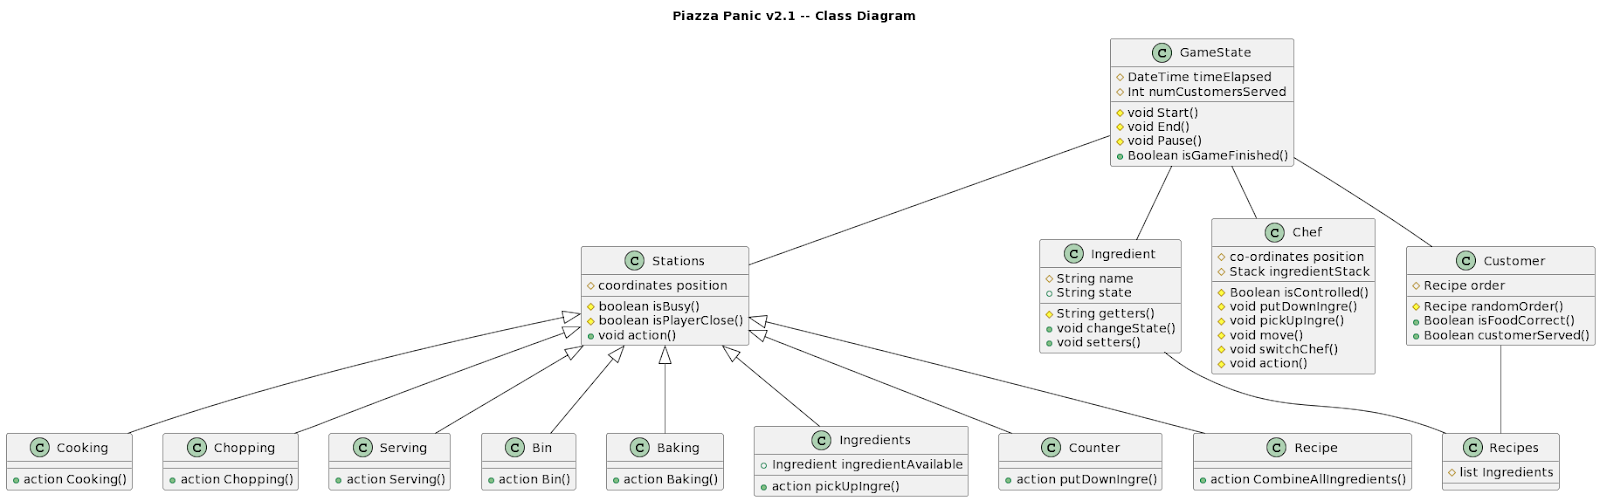 Piazza Panic v2.1 -- Class Diagram
C GameState
DateTime timeElapsed
Int numCustomersServed
void Start()
void End()
void Pause()
Boolean isGameFinished()
C Stations
coordinates position
boolean isBusy()
boolean isPlayerClose()
void action()
C Ingredient
String name
String state
String getters()
void changeState()
void setters()
C Chef
co-ordinates position
Stack ingredientStack
Boolean isControlled()
void putDownIngre()
void pickUpIngre()
void move()
void switchChef()
void action()
C Customer
Recipe order
Recipe randomOrder()
Boolean isFoodCorrect()
Boolean customerServed()
C Cooking
action Cooking()
C Chopping
action Chopping()
C Serving
action Serving()
C Bin
action Bin()
C Baking
action Baking()
C Ingredients
Ingredient ingredientAvailable
action pickUpIngre()
C Counter
action putDownIngre()
C Recipe
action CombineAllIngredients()
C Recipes
list Ingredients